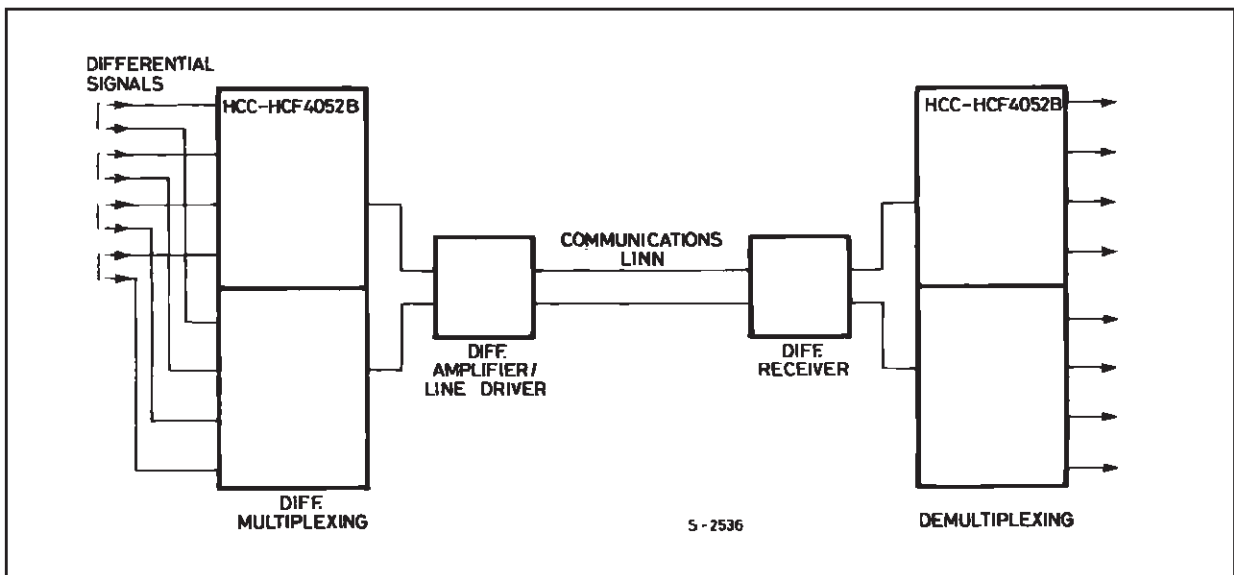 DIFFERENTIAL
SIGNALS
HCC-HCF4052B
HCC-HCF4052B
COMMUNICATIONS
LINN
DIFF.
AMPLIFIER/
LINE DRIVER
DIFF.
RECEIVER
DIFF.
MULTIPLEXING
S-2536
DEMULTIPLEXING